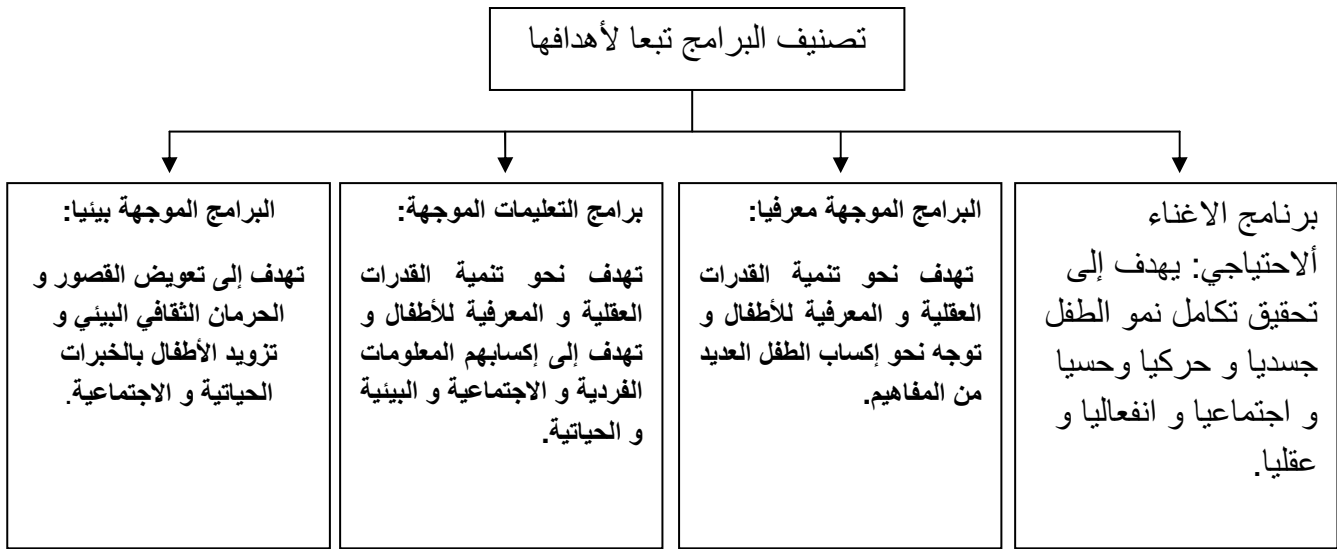 تصنيف البرامج تبعا لأهدافها
برنامج الاغناء
ألاحتياجي: يهدف إلى
تحقيق تكامل نمو الطفل
جسديا و حركيا وحسيا
و اجتماعيا و انفعاليا و
عقليا.
البرامج الموجهة معرفيا:
تهدف نحو تنمية القدرات
العقلية و المعرفية للأطفال و
توجه نحو إكساب الطفل العديد
من المفاهيم.
برامج التعليمات الموجهة:
تهدف نحو تنمية القدرات
العقلية و المعرفية للأطفال و
تهدف إلى إكسابهم المعلومات
الفردية و الاجتماعية و البيئية
و الحياتية.
البرامج الموجهة بيئيا:
تهدف إلى تعويض القصور و
الحرمان الثقافي البيئي و
تزويد الأطفال بالخبرات
الحياتية و الاجتماعية.